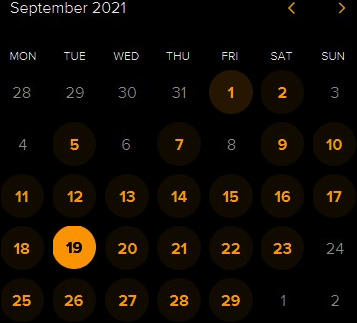 September 2021
MON TUE WED THU FRI SAT SUN
28 29 30 31 1 2 3
4 5 6 7 8 9 10
11 12 13 14 15 16 17
18 19 20 21 22 23 24
25 26 27 28 29 1 2